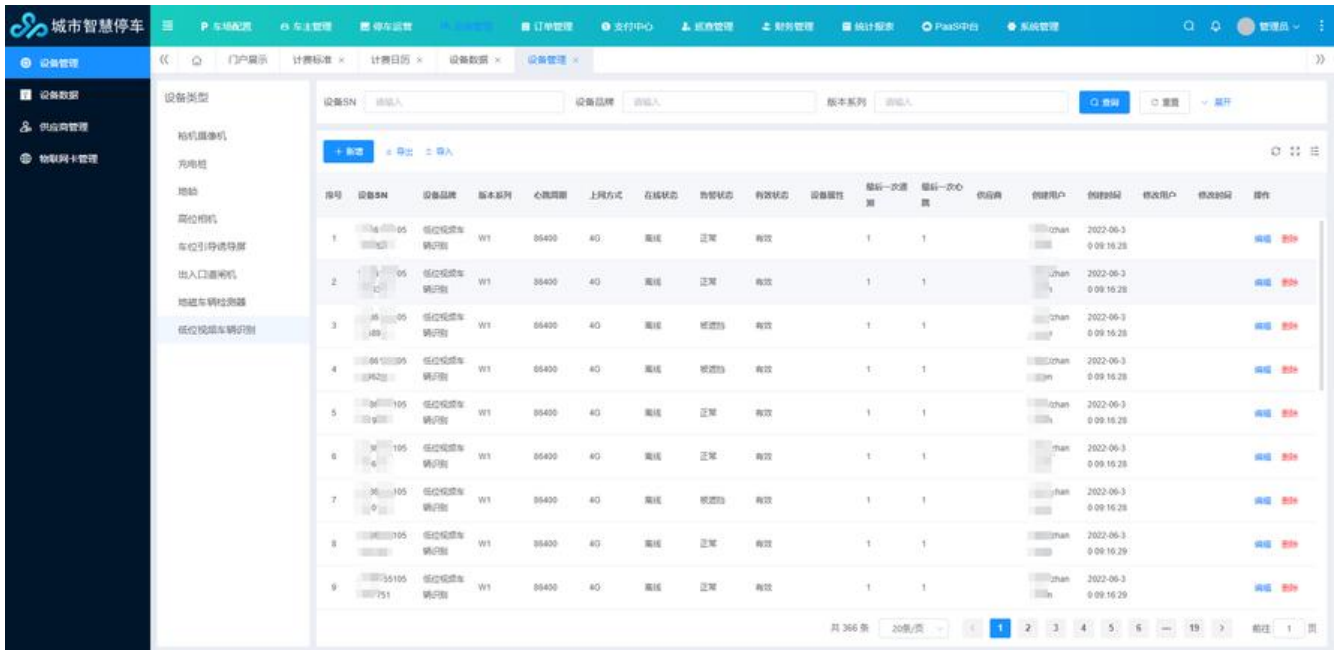 城市智慧停车
车场配置 车主管理 停车运营 订单管理 支付中心 巡查管理 财务管理 统计报表 PaaS中台 系统管理 管理员
设备管理
设备数据
供应商管理
物联网卡管理
门户展示 计费标准 × 计费日历 × 设备数据 × 设备管理 ×
设备类型
枪机摄像机
充电桩
地锁
高位相机
车位引导诱导屏
出入口道闸机
地磁车辆检测器
低位视频车辆识别
设备SN 请输入 设备品牌 请输入 版本系列 请输入 查询 重置 展开
+ 新增 导出 导入
序号 设备SN 设备品牌 版本系列 心跳周期 上网方式 在线状态 告警状态 有效状态 设备属性 最后一次通 最后一次心 供应商 创建用户 创建时间 修改用户 修改时间 操作
跳
1 05 低位视频车 W1 86400 4G 离线 正常 有效 1 1 zhan 2022-06-3 编辑 删除
辆识别 0 09:16:28
2 05 低位视频车 W1 86400 4G 离线 正常 有效 1 1 zhan 2022-06-3 编辑 删除
辆识别 0 09:16:28
3 05 低位视频车 W1 86400 4G 离线 被遮挡 有效 1 1 zhan 2022-06-3 编辑 删除
辆识别 0 09:16:28
4 05 低位视频车 W1 86400 4G 离线 被遮挡 有效 1 1 zhan 2022-06-3 编辑 删除
辆识别 0 09:16:28
5 105 低位视频车 W1 86400 4G 离线 正常 有效 1 1 zhan 2022-06-3 编辑 删除
辆识别 0 09:16:28
6 105 低位视频车 W1 86400 4G 离线 正常 有效 1 1 zhan 2022-06-3 编辑 删除
辆识别 0 09:16:28
7 105 低位视频车 W1 86400 4G 离线 被遮挡 有效 1 1 zhan 2022-06-3 编辑 删除
辆识别 0 09:16:28
8 105 低位视频车 W1 86400 4G 离线 正常 有效 1 1 zhan 2022-06-3 编辑 删除
辆识别 0 09:16:29
9 55105 低位视频车 W1 86400 4G 离线 正常 有效 1 1 zhan 2022-06-3 编辑 删除
751 辆识别 0 09:16:29
共 366 条 20条/页 1 2 3 4 5 6 ··· 19 前往 1 页